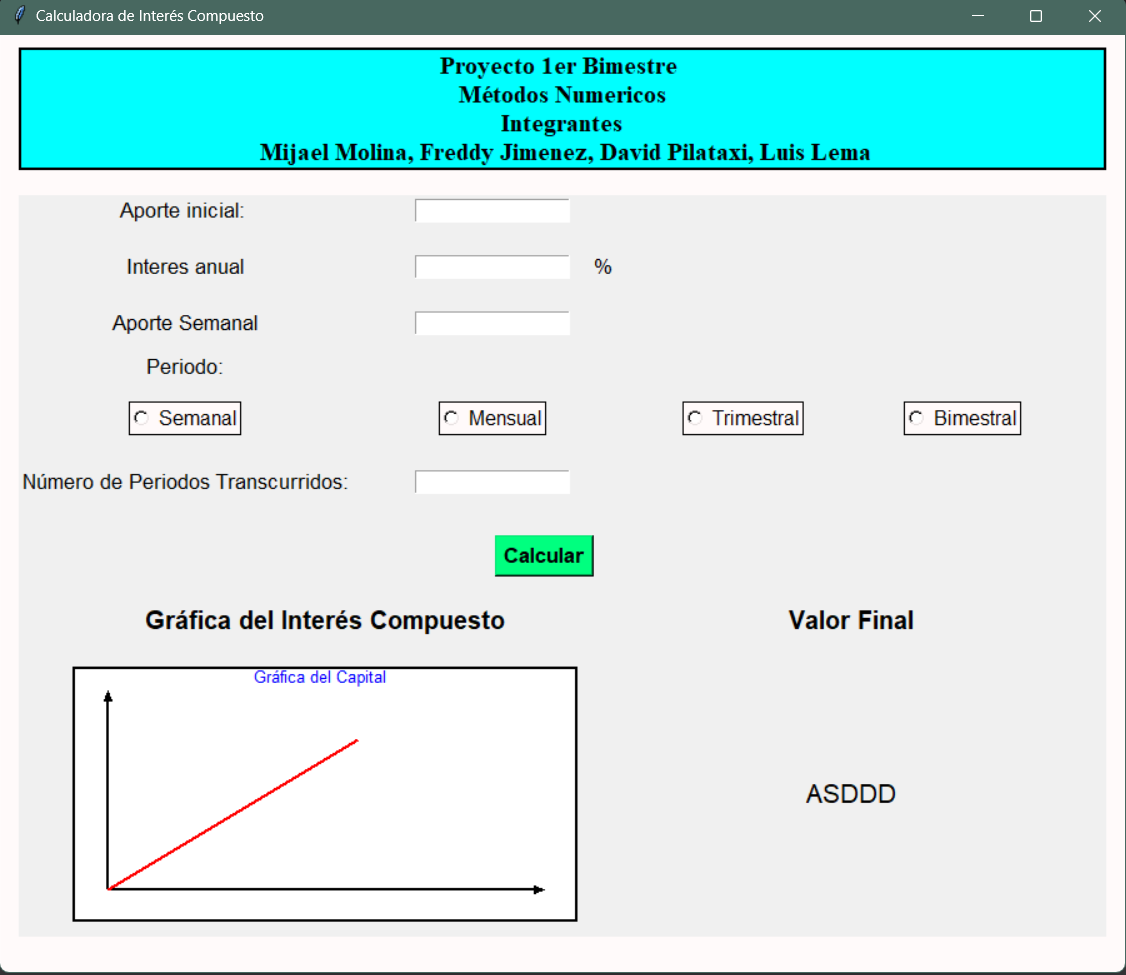 Calculadora de Interés Compuesto
Proyecto 1er Bimestre
Métodos Numericos
Integrantes
Mijael Molina, Freddy Jimenez, David Pilataxi, Luis Lema
Aporte inicial:
Interes anual %
Aporte Semanal
Periodo:
Semanal Mensual Trimestral Bimestral
Número de Periodos Transcurridos:
Calcular
Gráfica del Interés Compuesto Valor Final
Gráfica del Capital
ASDDD